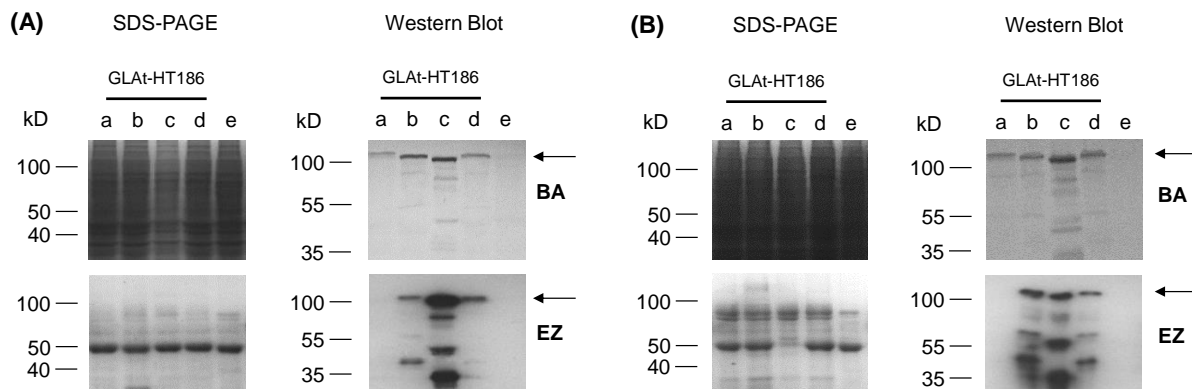 (A) SDS-PAGE Western Blot
GLAt-HT186 GLAt-HT186
kD a b c d e kD a b c d e
100 100
50 55 BA
40 35
100 100
50 55 EZ
40 35
(B) SDS-PAGE Western Blot
GLAt-HT186 GLAt-HT186
kD a b c d e kD a b c d e
100 100
50 55 BA
40 35
100 100
50 55 EZ
40 35